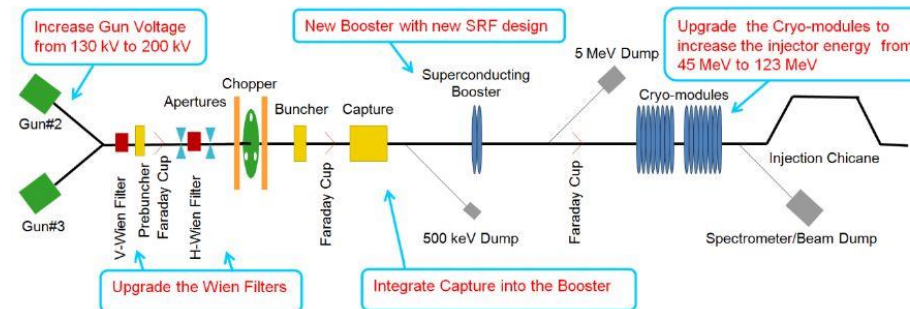 Increase Gun Voltage
from 130 kV to 200 kV
New Booster with new SRF design
Upgrade the Cryo-modules to
increase the injector energy from
45 MeV to 123 MeV
5 MeV Dump
Chopper
Superconducting
Booster
Apertures
Buncher
Capture
Cryo-modules
Gun#2
Gun#3
V-Wien Filter
Prebuncher
Faraday Cup
H-Wien Filter
Faraday Cup
500 keV Dump
Faraday Cup
Injection Chicane
Spectrometer/Beam Dump
Upgrade the Wien Filters
Integrate Capture into the Booster